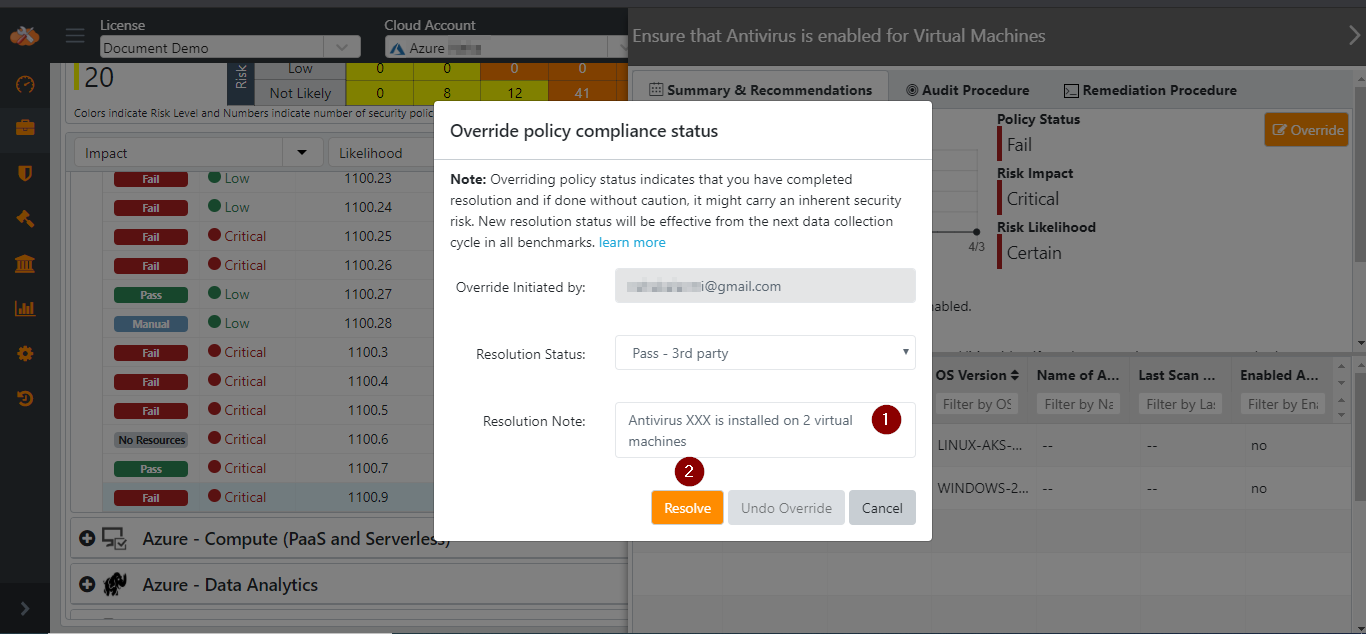 License
Cloud Account
Document Demo
Azure
Ensure that Antivirus is enabled for Virtual Machines
20
Risk
Low 0 0 0 0
Not Likely 0 8 12 41
Colors indicate Risk Level and Numbers indicate number of security polic
Impact
Likelihood
Fail Low 1100.23
Fail Low 1100.24
Fail Critical 1100.25
Fail Critical 1100.26
Pass Low 1100.27
Manual Low 1100.28
Fail Critical 1100.3
Fail Critical 1100.4
Fail Critical 1100.5
No Resources Critical 1100.6
Pass Critical 1100.7
Fail Critical 1100.9
Azure - Compute (PaaS and Serverless)
Azure - Data Analytics
Override policy compliance status
Note: Overriding policy status indicates that you have completed
resolution and if done without caution, it might carry an inherent security
risk. New resolution status will be effective from the next data collection
cycle in all benchmarks. learn more
Override Initiated by:
i@gmail.com
Resolution Status:
Pass - 3rd party
Resolution Note:
Antivirus XXX is installed on 2 virtual
machines
1
2
Resolve
Undo Override
Cancel
Summary & Recommendations
Audit Procedure
Remediation Procedure
Policy Status
Fail
Override
Risk Impact
Critical
Risk Likelihood
Certain
4/3
abled.
OS Version Name of A... Last Scan ... Enabled A...
Filter by OS Filter by Na Filter by Las Filter by Ena
LINUX-AKS-... -- -- no
WINDOWS-2... -- -- no